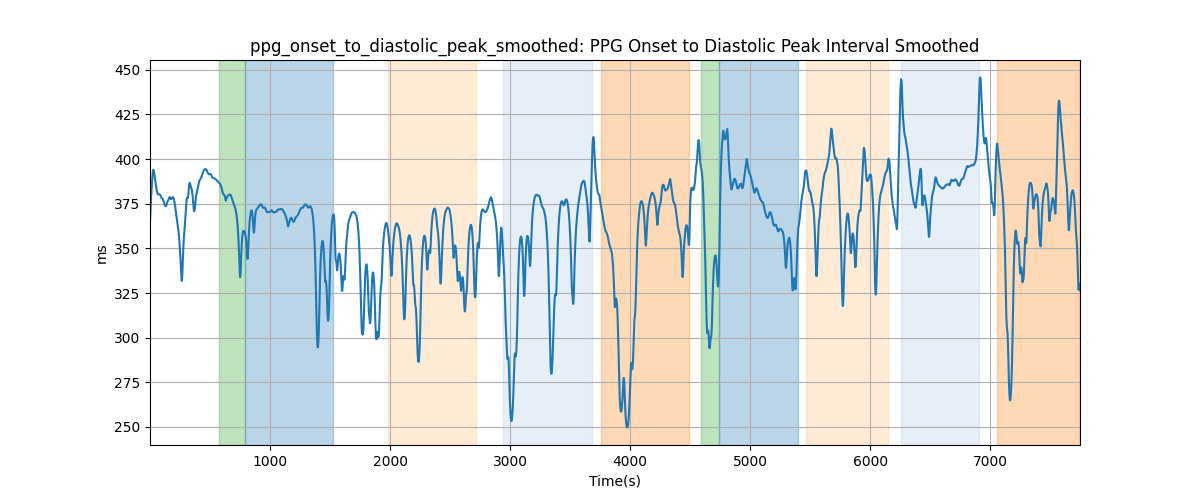 ppg_onset_to_diastolic_peak_smoothed: PPG Onset to Diastolic Peak Interval Smoothed
450
425
400
375
350
325
300
275
250
ms
1000 2000 3000 4000 5000 6000 7000
Time(s)